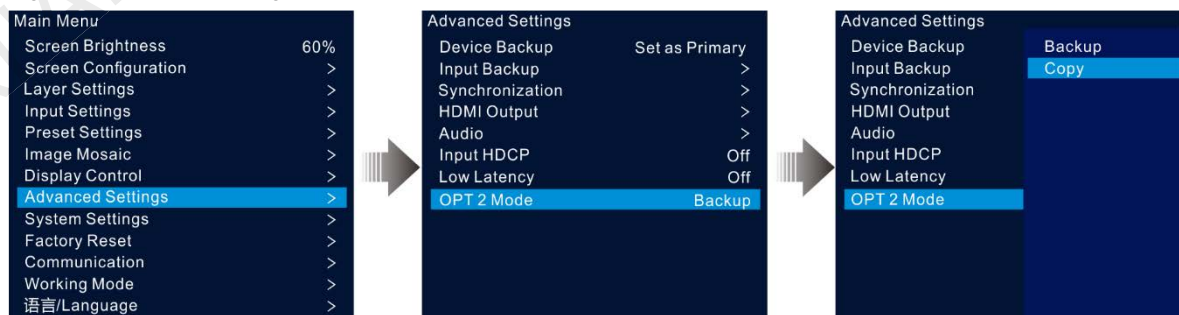 Main Menu
Screen Brightness 60%
Screen Configuration >
Layer Settings >
Input Settings >
Preset Settings >
Image Mosaic >
Display Control >
Advanced Settings >
System Settings >
Factory Reset >
Communication >
Working Mode >
语言/Language >
Advanced Settings
Device Backup Set as Primary
Input Backup >
Synchronization >
HDMI Output >
Audio >
Input HDCP Off
Low Latency Off
OPT 2 Mode Backup
Advanced Settings
Device Backup Backup
Input Backup Copy
Synchronization
HDMI Output
Audio
Input HDCP
Low Latency
OPT 2 Mode